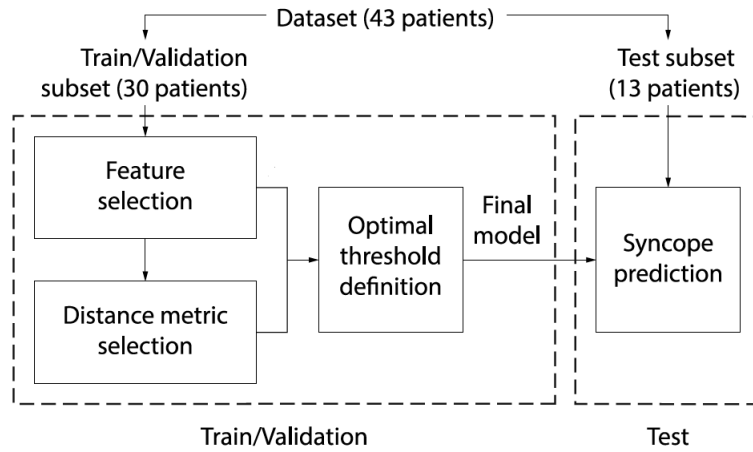 Dataset (43 patients)
Train/Validation
subset (30 patients)
Test subset
(13 patients)
Feature
selection
Distance metric
selection
Optimal
threshold
definition
Final
model
Syncope
prediction
Train/Validation
Test